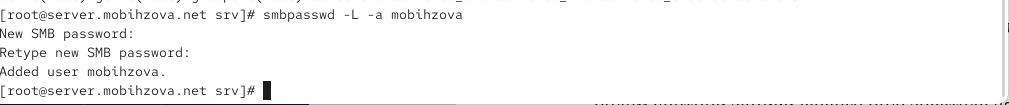 [root@server.mobihzova.net srv]# smbpasswd -L -a mobihzova
New SMB password:
Retype new SMB password:
Added user mobihzova.
[root@server.mobihzova.net srv]#